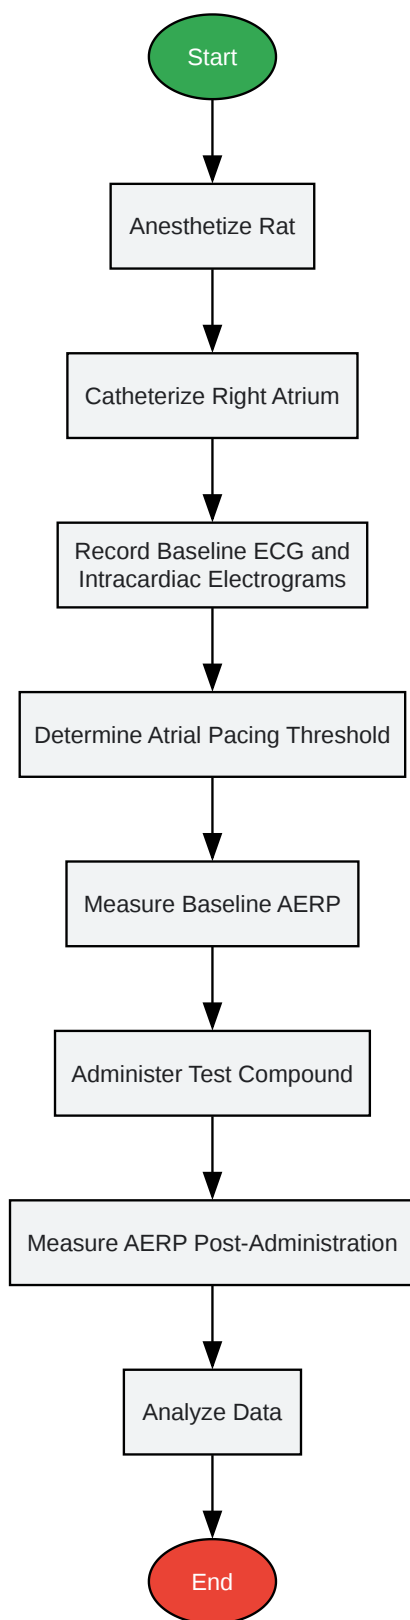 Start
Anesthetize Rat
Catheterize Right Atrium
Record Baseline ECG and
Intracardiac Electrograms
Determine Atrial Pacing Threshold
Measure Baseline AERP
Administer Test Compound
Measure AERP Post-Administration
Analyze Data
End